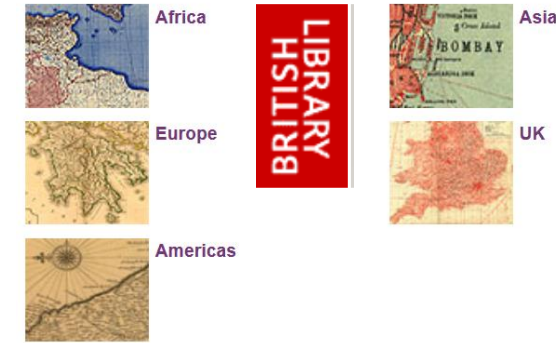 Africa
LIBRARY
BRITISH
Asia
BOMBAY
Europe
UK
Americas